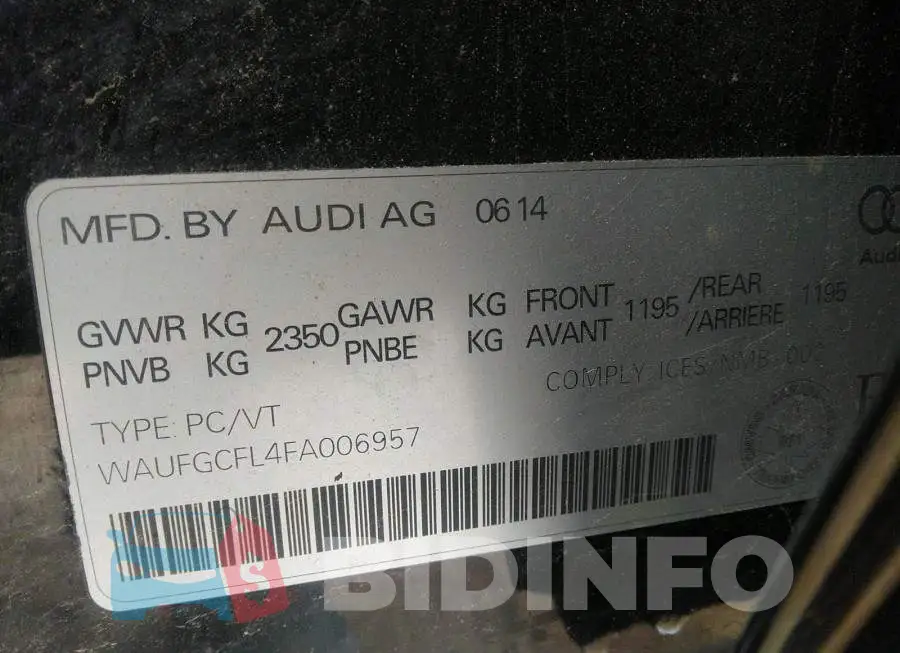 MFD. BY AUDI AG 06 14
Audi
GVWR KG 2350 GAWR KG FRONT 1195 /REAR 1195
PNVB KG PNBE KG AVANT /ARRIERE
COMPLY: ICES-NMB-002
TYPE: PC/VT
WAUFGCFL4FA006957
$ BIDINFO